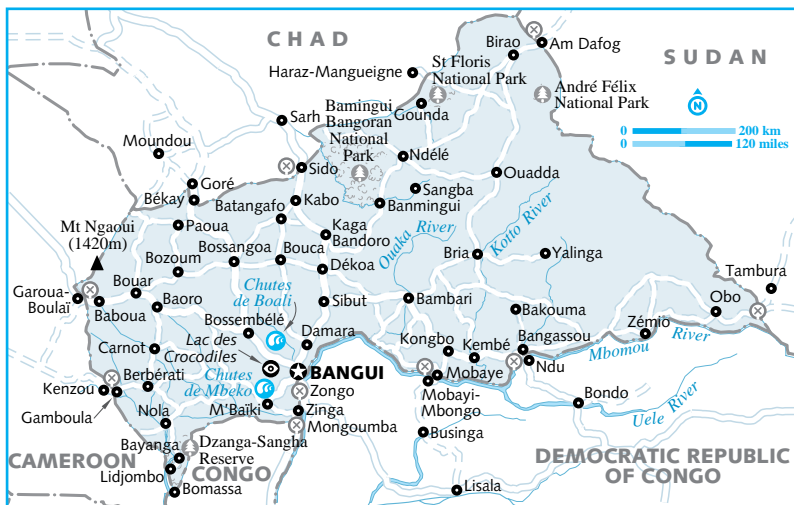 CHAD
SUDAN
Birao
Am Dafog
Haraz-Mangueigne
St Floris
National Park
André Félix
National Park
N
0 200 km
0 120 miles
Bamingui
Bangoran
National
Park
Gounda
Sarh
Moundou
Sido
Ndélé
Ouadda
Goré
Békay
Sangba
Kabo
Banmingui
Batangafo
Mt Ngaoui
(1420m)
Paoua
Kaga
Bandoro
Ouaka River
Kotto River
Bossangoa
Bouca
Bria
Yalinga
Bozoum
Dékoa
Tambura
Garoua-
Boulaï
Bouar
Baboua
Baoro
Chutes
de Boali
Sibut
Bambari
Bakouma
Obo
Bossembélé
Damara
Kongbo
Kembé
Bangassou
Zémio
Mbomou River
Carnot
Lac des
Crocodiles
BANGUI
Mobaye
Ndu
Kenzou
Berbérati
Chutes
de Mbeko
Zongo
Mobayi-
Mbongo
Bondo
Uele River
Gamboula
Nola
M'Baïki
Zinga
Mongoumba
Businga
Bayanga
Dzanga-Sangha
Reserve
CAMEROON
CONGO
DEMOCRATIC REPUBLIC
OF CONGO
Lidjombo
Bomassa
Lisala